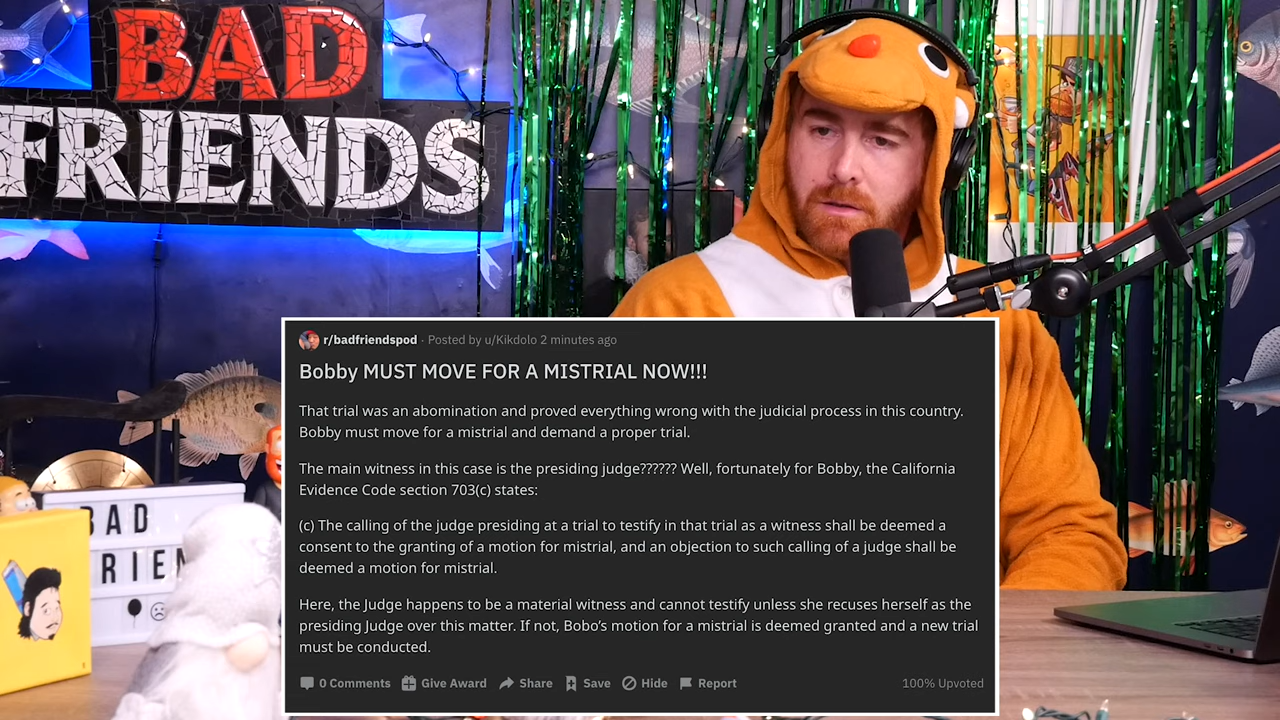 BAD
FRIENDS
r/badfriendspod · Posted by u/Kikdolo 2 minutes ago
Bobby MUST MOVE FOR A MISTRIAL NOW!!!
That trial was an abomination and proved everything wrong with the judicial process in this country.
Bobby must move for a mistrial and demand a proper trial.
The main witness in this case is the presiding judge?????? Well, fortunately for Bobby, the California
Evidence Code section 703(c) states:
(c) The calling of the judge presiding at a trial to testify in that trial as a witness shall be deemed a
consent to the granting of a motion for mistrial, and an objection to such calling of a judge shall be
deemed a motion for mistrial.
Here, the Judge happens to be a material witness and cannot testify unless she recuses herself as the
presiding Judge over this matter. If not, Bobo’s motion for a mistrial is deemed granted and a new trial
must be conducted.
0 Comments Give Award Share Save Hide Report 100% Upvoted
BAD
RIEN